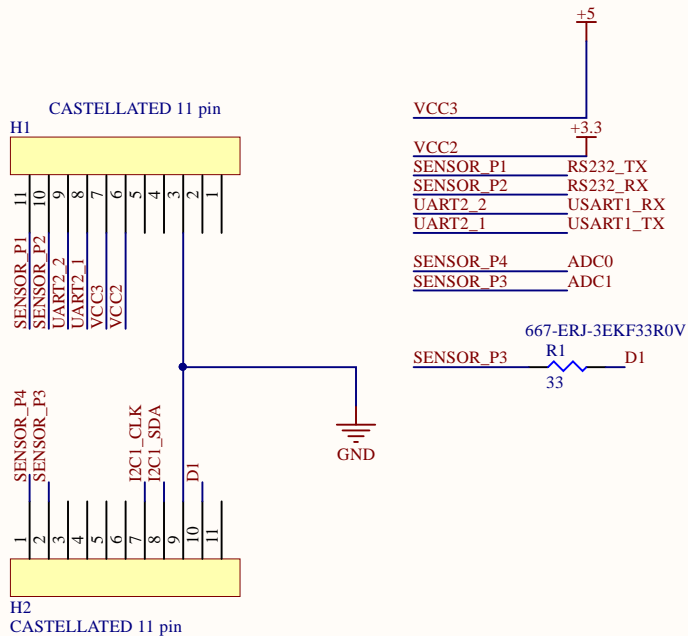 +5
CASTELLATED 11 pin
H1
VCC3
+3.3
VCC2
SENSOR_P1 RS232_TX
SENSOR_P2 RS232_RX
UART2_2 USART1_RX
UART2_1 USART1_TX
11 10 9 8 7 6 5 4 3 2 1
SENSOR_P1
SENSOR_P2
UART2_2
UART2_1
VCC3
VCC2
SENSOR_P4 ADC0
SENSOR_P3 ADC1
667-ERJ-3EKF33R0V
R1
SENSOR_P3 D1
33
GND
SENSOR_P4
SENSOR_P3
I2C1_CLK
I2C1_SDA
D1
1 2 3 4 5 6 7 8 9 10 11
H2
CASTELLATED 11 pin